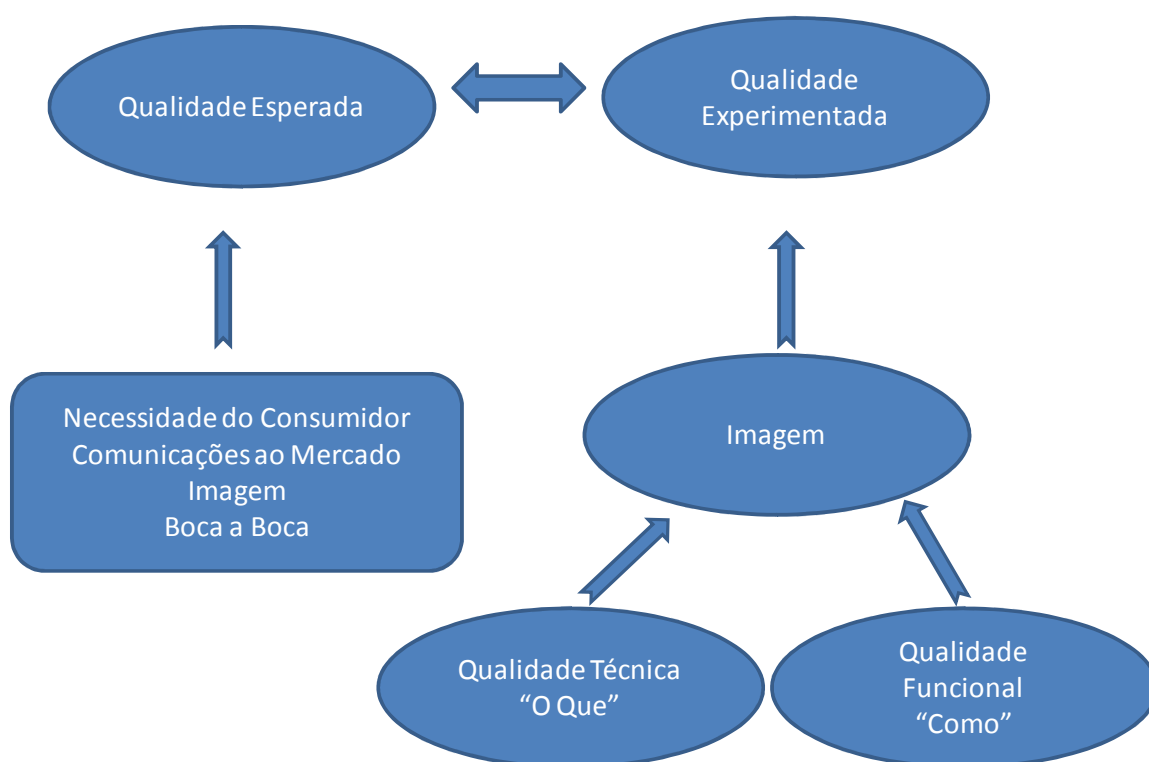 Qualidade Esperada
Qualidade
Experimentada
Necessidade do Consumidor
Comunicações ao Mercado
Imagem
Boca a Boca
Imagem
Qualidade Técnica
“O Que”
Qualidade
Funcional
“Como”